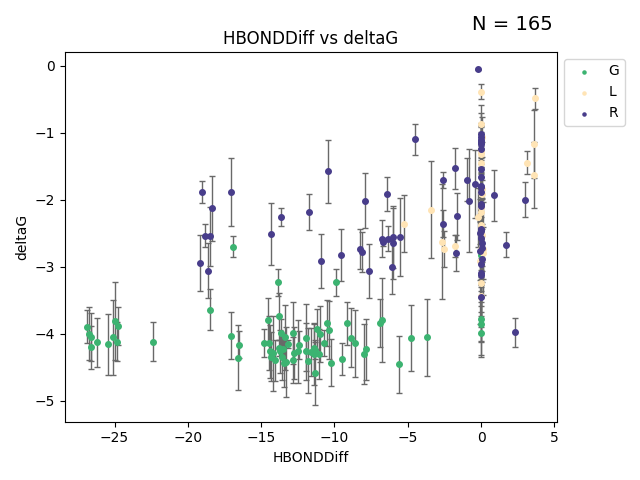 N = 165
HBONDDiff vs deltaG
G
L
R
0
−1
−2
−3
−4
−5
deltaG
−25
−20
−15
−10
−5
0
5
HBONDDiff